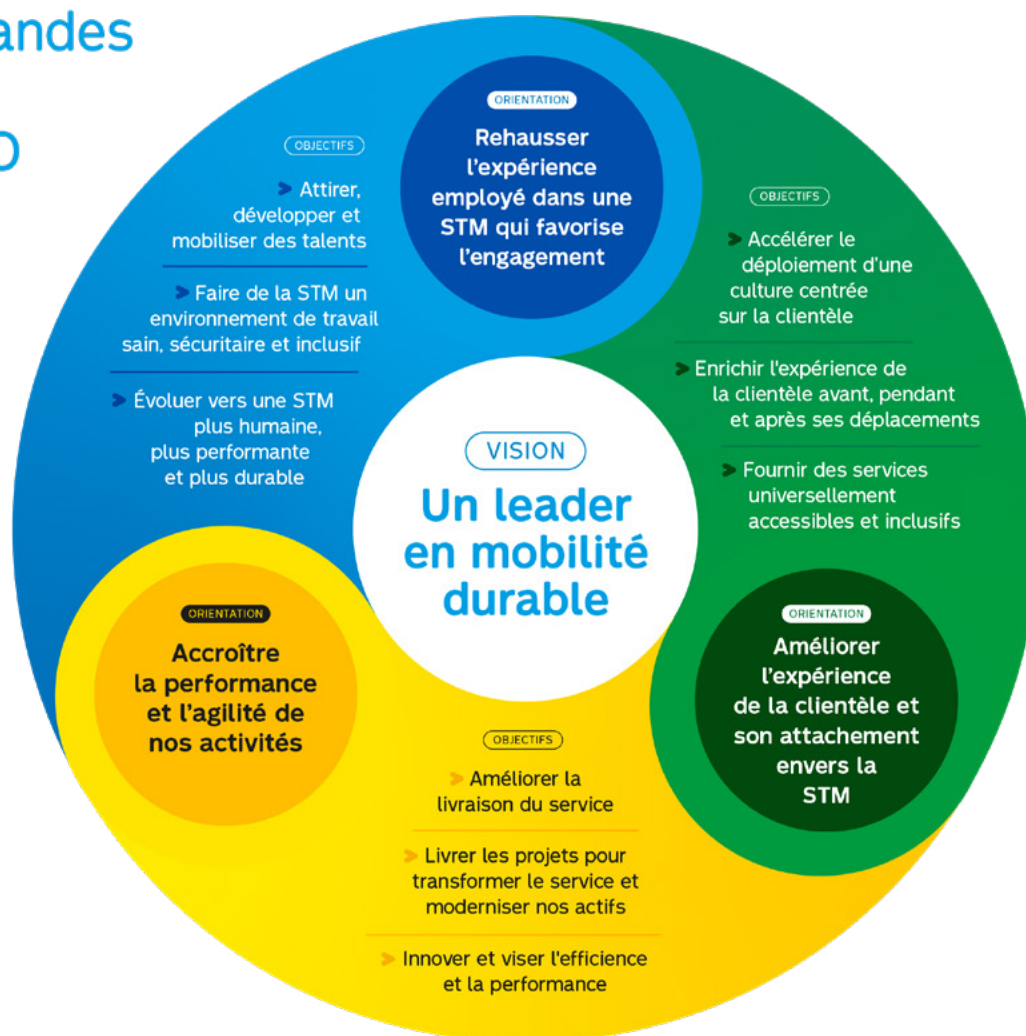 ORIENTATION
Rehausser
l'expérience
employé dans une
STM qui favorise
l'engagement
OBJECTIFS
Attirer,
développer et
mobiliser des talents
Faire de la STM un
environnement de travail
sain, sécuritaire et inclusif
Évoluer vers une STM
plus humaine,
plus performante
et plus durable
OBJECTIFS
Accélérer le
déploiement d'une
culture centrée
sur la clientèle
Enrichir l'expérience de
la clientèle avant, pendant
et après ses déplacements
Fournir des services
universellement
accessibles et inclusifs
VISION
Un leader
en mobilité
durable
ORIENTATION
Accroître
la performance
et l'agilité de
nos activités
ORIENTATION
Améliorer
l'expérience
de la clientèle et
son attachement
envers la
STM
OBJECTIFS
Améliorer la
livraison du service
Livrer les projets pour
transformer le service et
moderniser nos actifs
Innover et viser l'efficience
et la performance